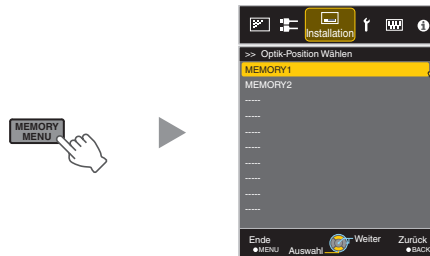 MEMORY
MENU
Installation
>> Optik-Position Wählen
MEMORY1
MEMORY2
-----
-----
-----
-----
-----
-----
-----
-----
Ende
Weiter
Zurück
●MENU
Auswahl
●BACK